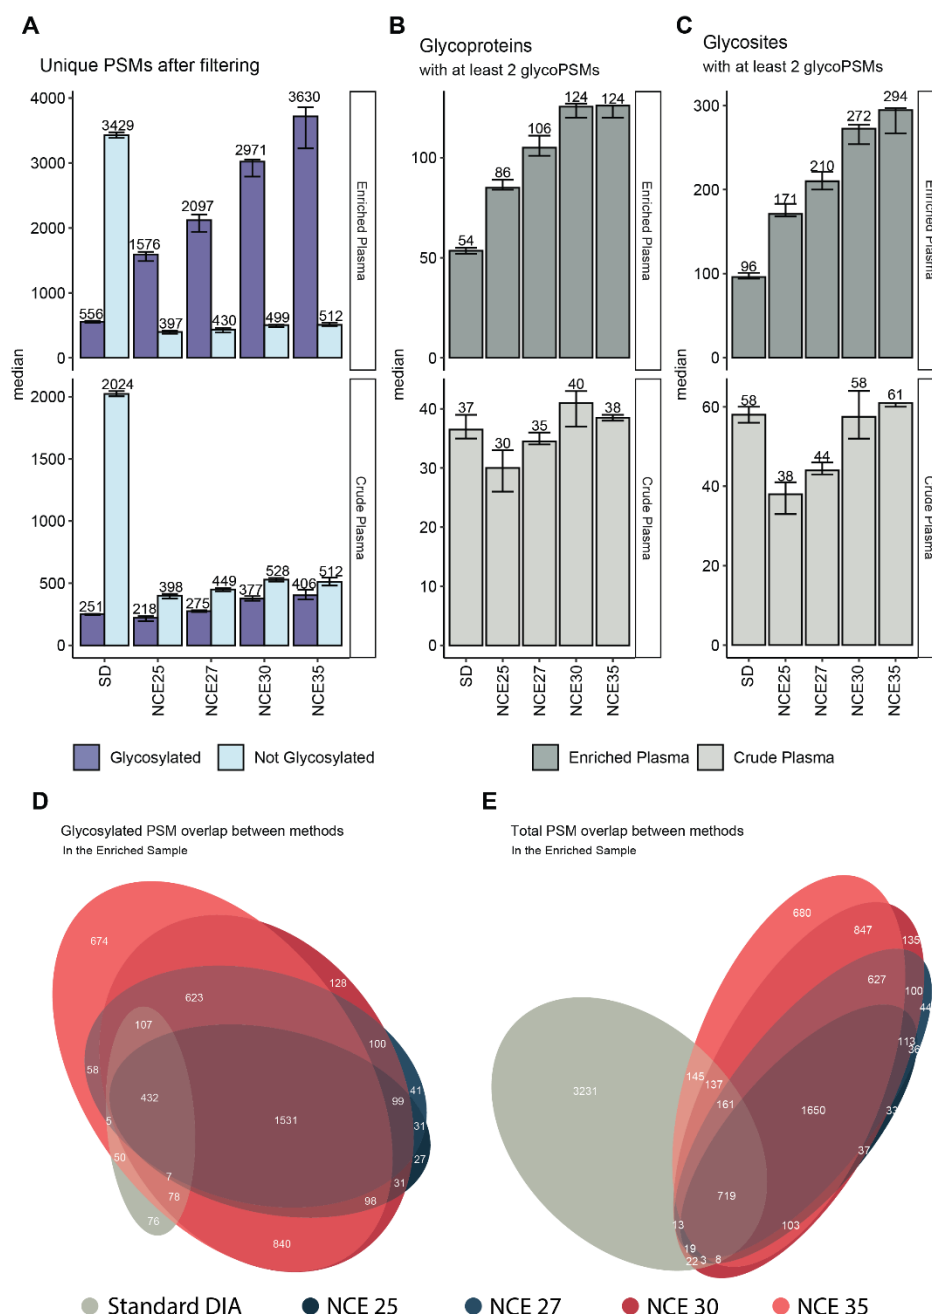 A
Unique PSMs after filtering
4000
3000
2000
1000
0
556
3429
1576
397
2097
430
2971
499
3630
512
Enriched Plasma
median
2000
1500
1000
500
0
251
2024
218
398
275
449
377
528
406
512
Crude Plasma
SD
NCE25
NCE27
NCE30
NCE35
Glycosylated
Not Glycosylated
B
Glycoproteins
with at least 2 glycoPSMs
100
50
0
54
86
106
124
124
Enriched Plasma
median
40
30
20
10
0
37
30
35
40
38
Crude Plasma
SD
NCE25
NCE27
NCE30
NCE35
C
Glycosites
with at least 2 glycoPSMs
300
200
100
0
96
171
210
272
294
Enriched Plasma
median
60
40
20
0
58
38
44
58
61
Crude Plasma
SD
NCE25
NCE27
NCE30
NCE35
Enriched Plasma
Crude Plasma
D
Glycosylated PSM overlap between methods
In the Enriched Sample
674
128
623
107
100
58
41
432
99
5
1531
31
50
27
7
31
78
98
76
840
E
Total PSM overlap between methods
In the Enriched Sample
680
847
135
627
100
44
113
36
145
137
3231
161
1650
33
37
719
13
103
19
22
3
8
Standard DIA
NCE 25
NCE 27
NCE 30
NCE 35